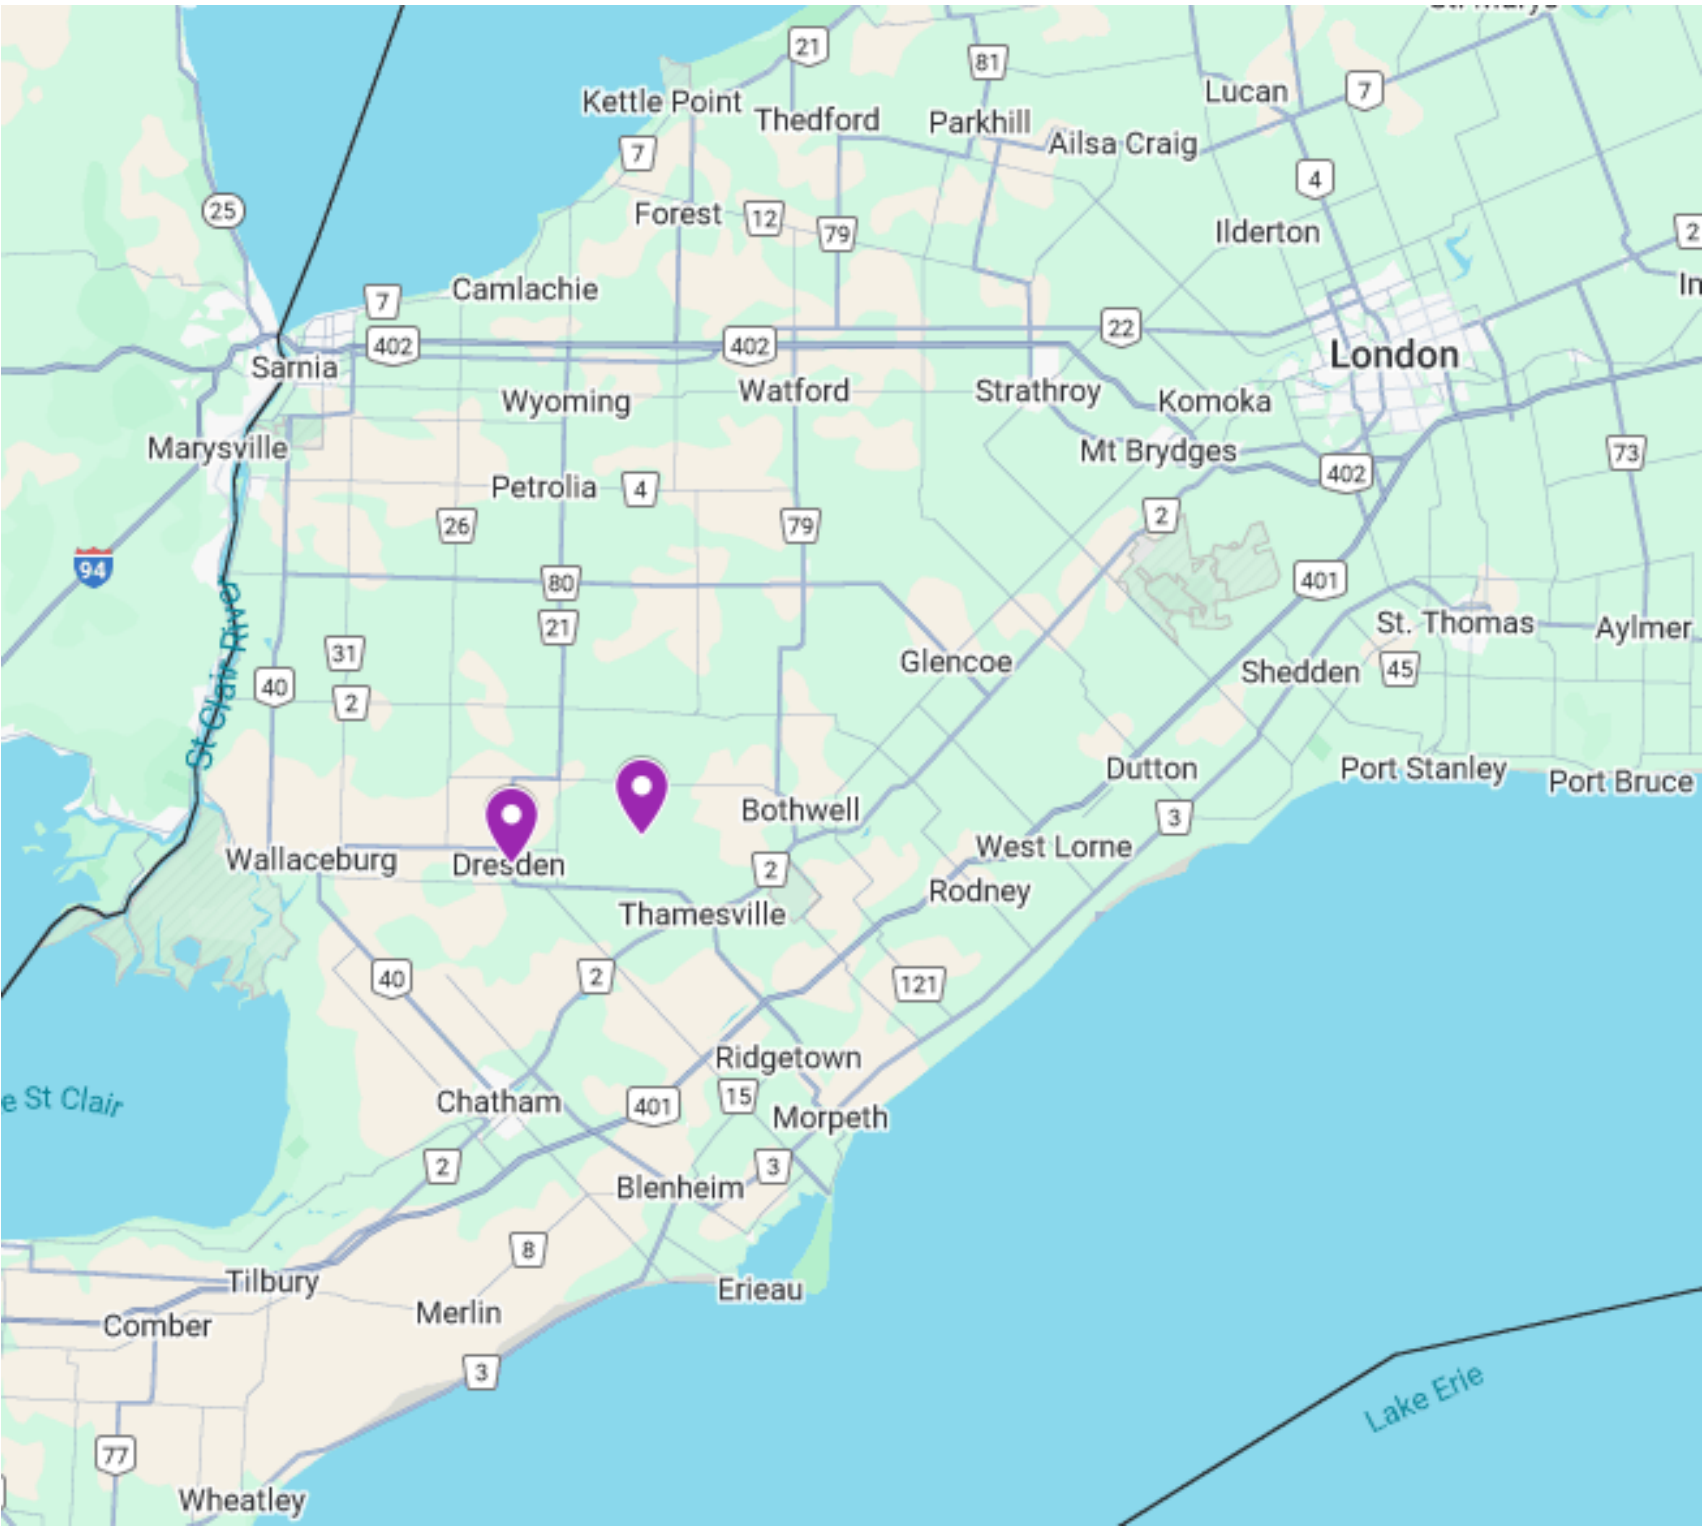 21
81
Kettle Point
Thedford
Parkhill
Lucan
7
Ailsa Craig
7
4
25
Forest
12
79
Ilderton
2
In
7
Camlachie
402
402
22
Sarnia
London
Wyoming
Watford
Strathroy
Komoka
Marysville
Mt Brydges
73
402
Petrolia
4
26
79
2
94
80
401
21
St Clair River
31
St. Thomas
Aylmer
40
2
Glencoe
Shedden
45
Dutton
Port Stanley
Port Bruce
Bothwell
3
Wallaceburg
Dresden
2
West Lorne
Rodney
Thamesville
40
2
121
Ridgetown
e St Clair
Chatham
401
15
Morpeth
2
3
Blenheim
8
Tilbury
Erieau
Merlin
Comber
3
Lake Erie
77
Wheatley